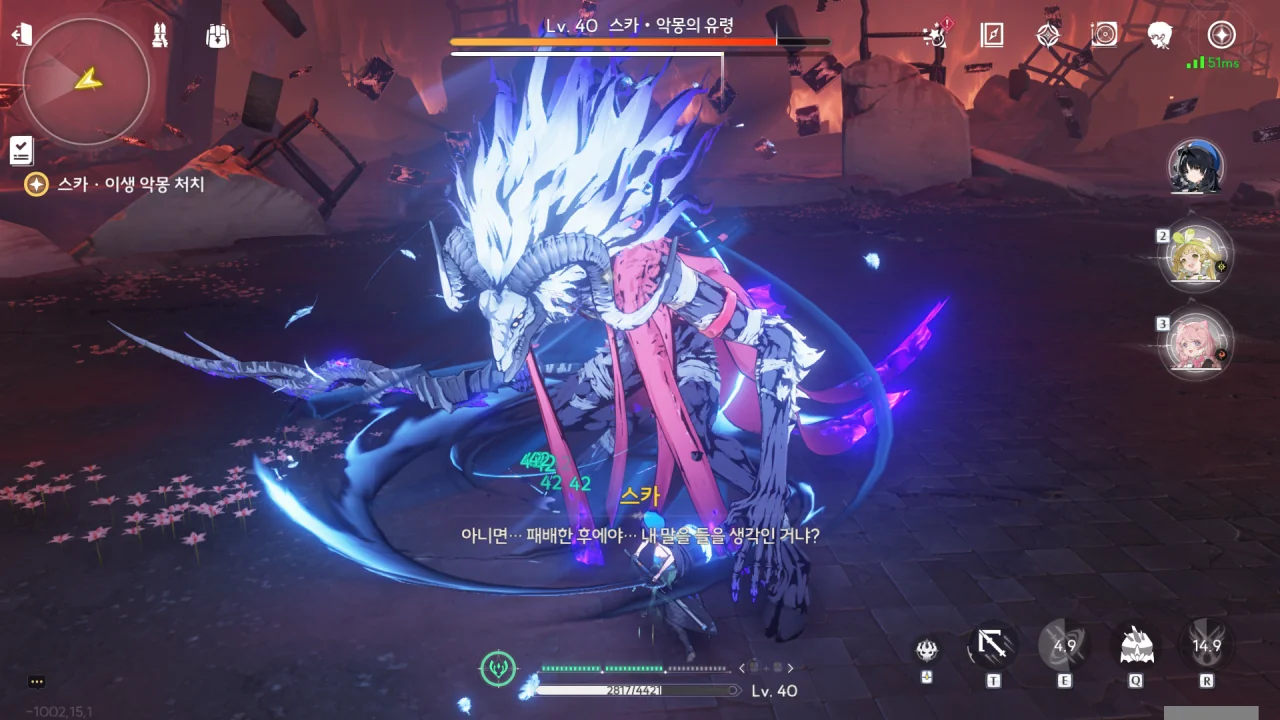 Lv. 40 스카 • 악몽의 유령
51ms
스카 · 이생 악몽 처치
2
3
42 42
스카
아니면… 패배한 후에야… 내 말을 들을 생각인 거냐?
4.9
14.9
T
E
Q
R
2817/4421
Lv. 40
-1002,15,1